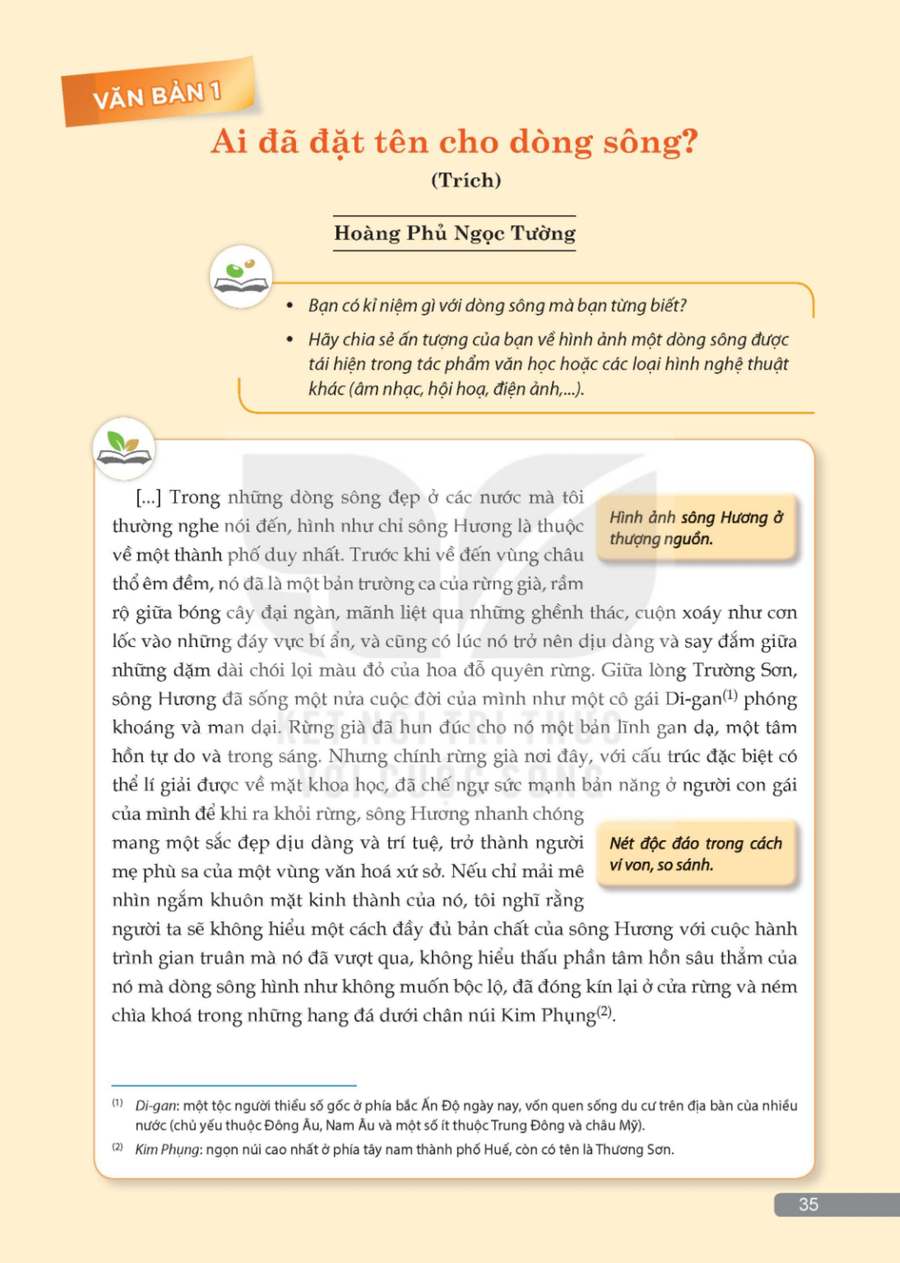 VĂN BẢN 1
Ai đã đặt tên cho dòng sông?
(Trích)
Hoàng Phủ Ngọc Tường
• Bạn có kỉ niệm gì với dòng sông mà bạn từng biết?
• Hãy chia sẻ ấn tượng của bạn về hình ảnh một dòng sông được
tái hiện trong tác phẩm văn học hoặc các loại hình nghệ thuật
khác (âm nhạc, hội hoạ, điện ảnh,...).
[...] Trong những dòng sông đẹp ở các nước mà tôi
thường nghe nói đến, hình như chỉ sông Hương là thuộc
về một thành phố duy nhất. Trước khi về đến vùng châu
thổ êm đềm, nó đã là một bản trường ca của rừng già, rầm
rộ giữa bóng cây đại ngàn, mãnh liệt qua những ghềnh thác, cuộn xoáy như cơn
lốc vào những đáy vực bí ẩn, và cũng có lúc nó trở nên dịu dàng và say đắm giữa
những dặm dài chói lọi màu đỏ của hoa đỗ quyên rừng. Giữa lòng Trường Sơn,
sông Hương đã sống một nửa cuộc đời của mình như một cô gái Di-gan(1) phóng
khoáng và man dại. Rừng già đã hun đúc cho nó một bản lĩnh gan dạ, một tâm
hồn tự do và trong sáng. Nhưng chính rừng già nơi đây, với cấu trúc đặc biệt có
thể lí giải được về mặt khoa học, đã chế ngự sức mạnh bản năng ở người con gái
của mình để khi ra khỏi rừng, sông Hương nhanh chóng
mang một sắc đẹp dịu dàng và trí tuệ, trở thành người
mẹ phù sa của một vùng văn hoá xứ sở. Nếu chỉ mải mê
nhìn ngắm khuôn mặt kinh thành của nó, tôi nghĩ rằng
người ta sẽ không hiểu một cách đầy đủ bản chất của sông Hương với cuộc hành
trình gian truân mà nó đã vượt qua, không hiểu thấu phần tâm hồn sâu thẳm của
nó mà dòng sông hình như không muốn bộc lộ, đã đóng kín lại ở cửa rừng và ném
chìa khoá trong những hang đá dưới chân núi Kim Phụng(2).
Hình ảnh sông Hương ở
thượng nguồn.
Nét độc đáo trong cách
ví von, so sánh.
KẾT NỐI TRI THỨC
VỚI CUỘC SỐNG
(1) Di-gan: một tộc người thiểu số gốc ở phía bắc Ấn Độ ngày nay, vốn quen sống du cư trên địa bàn của nhiều
nước (chủ yếu thuộc Đông Âu, Nam Âu và một số ít thuộc Trung Đông và châu Mỹ).
(2) Kim Phụng: ngọn núi cao nhất ở phía tây nam thành phố Huế, còn có tên là Thương Sơn.
35